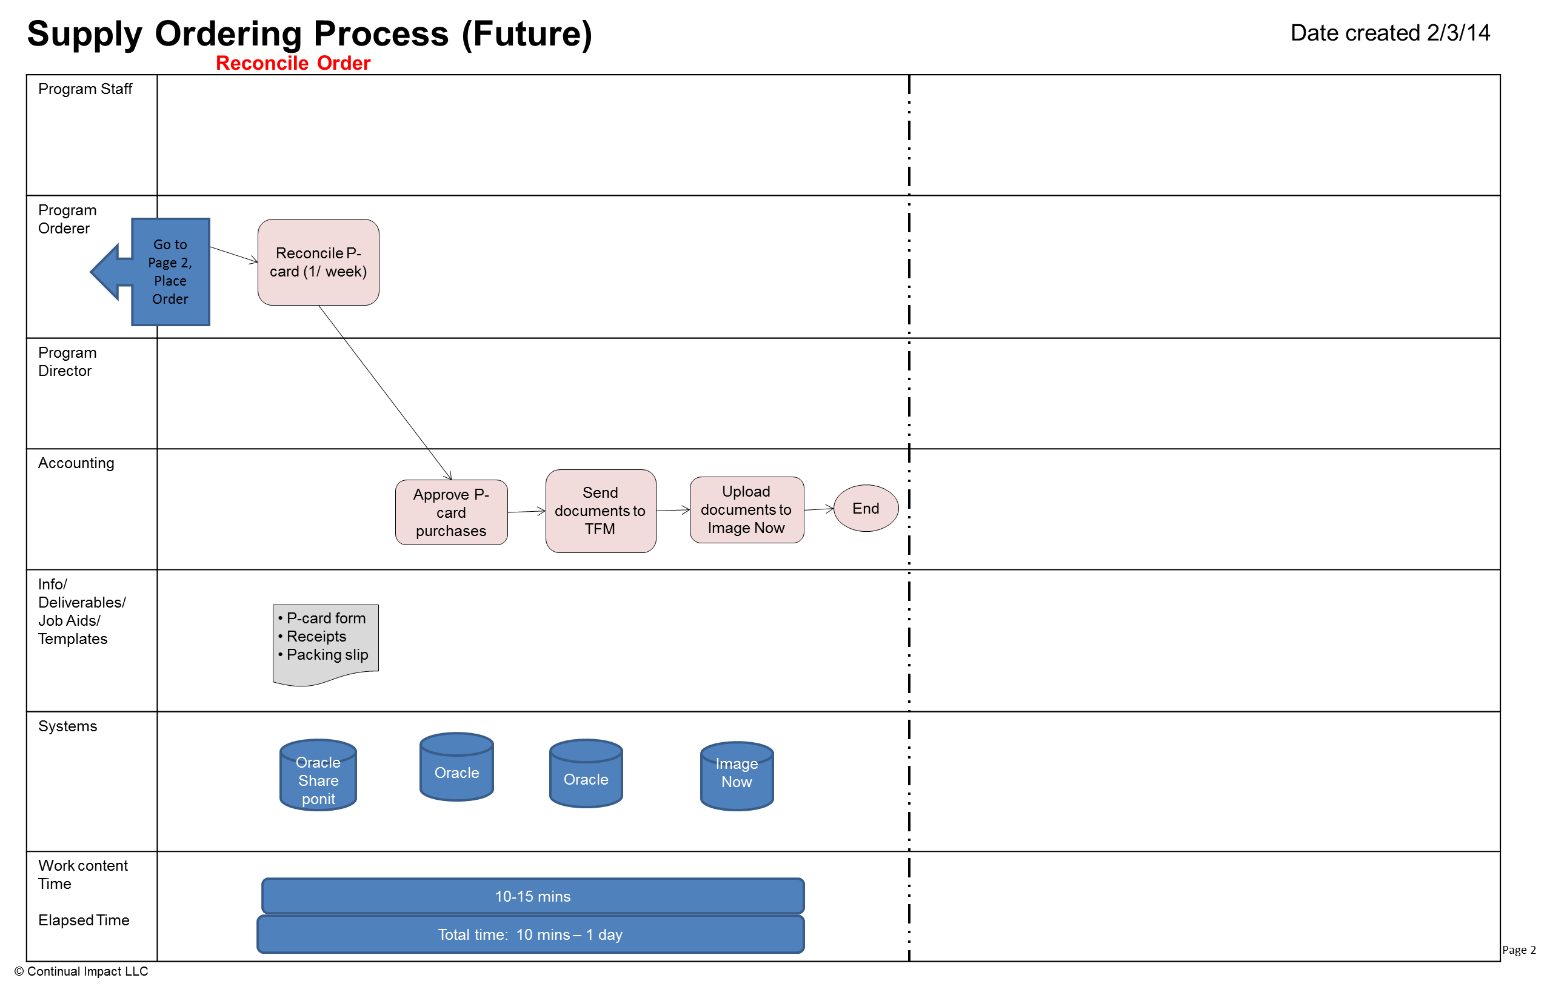 Supply Ordering Process (Future)
Date created 2/3/14
Reconcile Order
Program Staff
Program
Orderer
Go to
Page 2,
Place
Order
Reconcile P-
card (1/ week)
Program
Director
Accounting
Approve P-
card
purchases
Send
documents to
TFM
Upload
documents to
Image Now
End
Info/
Deliverables/
Job Aids/
Templates
• P-card form
• Receipts
• Packing slip
Systems
Oracle
Share
ponit
Oracle
Oracle
Image
Now
Work content
Time
Elapsed Time
10-15 mins
Total time: 10 mins – 1 day
Page 2
© Continual Impact LLC